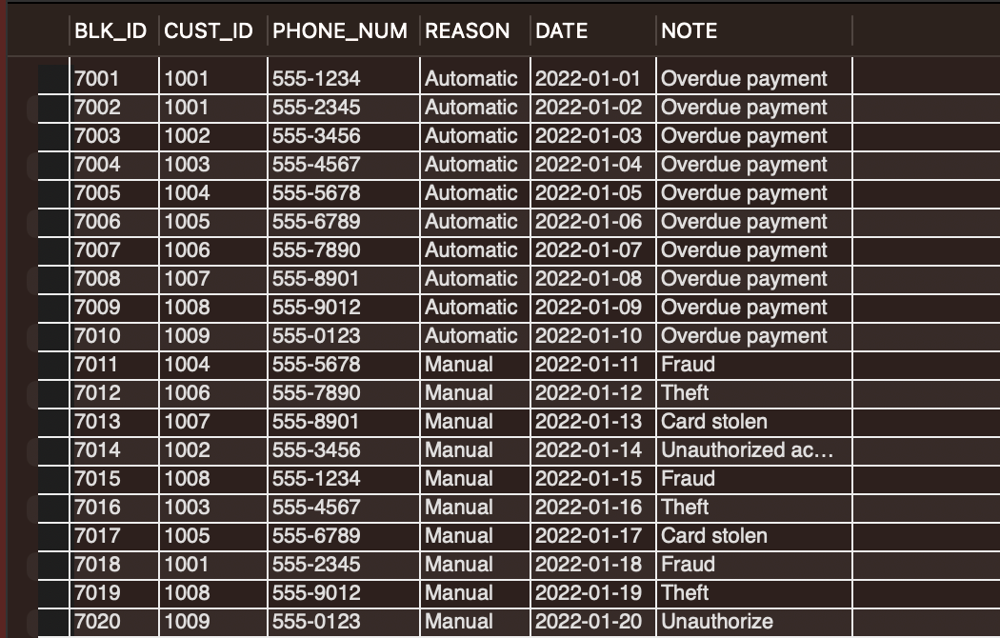 BLK_ID CUST_ID PHONE_NUM REASON DATE NOTE
7001 1001 555-1234 Automatic 2022-01-01 Overdue payment
7002 1001 555-2345 Automatic 2022-01-02 Overdue payment
7003 1002 555-3456 Automatic 2022-01-03 Overdue payment
7004 1003 555-4567 Automatic 2022-01-04 Overdue payment
7005 1004 555-5678 Automatic 2022-01-05 Overdue payment
7006 1005 555-6789 Automatic 2022-01-06 Overdue payment
7007 1006 555-7890 Automatic 2022-01-07 Overdue payment
7008 1007 555-8901 Automatic 2022-01-08 Overdue payment
7009 1008 555-9012 Automatic 2022-01-09 Overdue payment
7010 1009 555-0123 Automatic 2022-01-10 Overdue payment
7011 1004 555-5678 Manual 2022-01-11 Fraud
7012 1006 555-7890 Manual 2022-01-12 Theft
7013 1007 555-8901 Manual 2022-01-13 Card stolen
7014 1002 555-3456 Manual 2022-01-14 Unauthorized ac...
7015 1008 555-1234 Manual 2022-01-15 Fraud
7016 1003 555-4567 Manual 2022-01-16 Theft
7017 1005 555-6789 Manual 2022-01-17 Card stolen
7018 1001 555-2345 Manual 2022-01-18 Fraud
7019 1008 555-9012 Manual 2022-01-19 Theft
7020 1009 555-0123 Manual 2022-01-20 Unauthorize